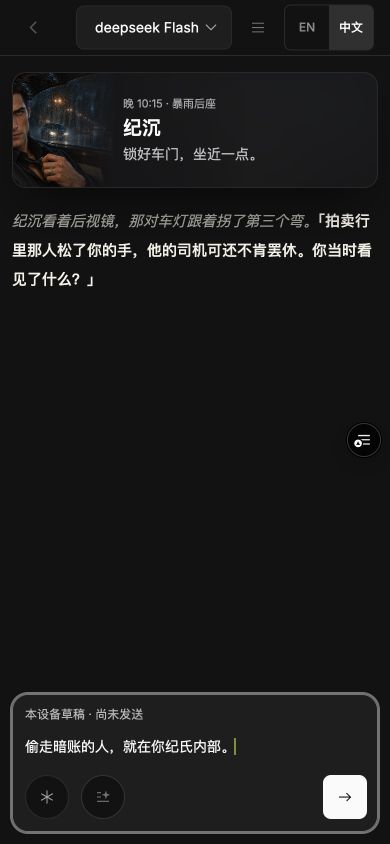 deepseek Flash
EN
中文
晚 10:15 · 暴雨后座
纪沉
锁好车门，坐近一点。
纪沉看着后视镜，那对车灯跟着拐了第三个弯。「拍卖行
里那人松了你的手，他的司机可还不肯罢休。你当时看
见了什么？」
本设备草稿 · 尚未发送
偷走暗账的人，就在你纪氏内部。